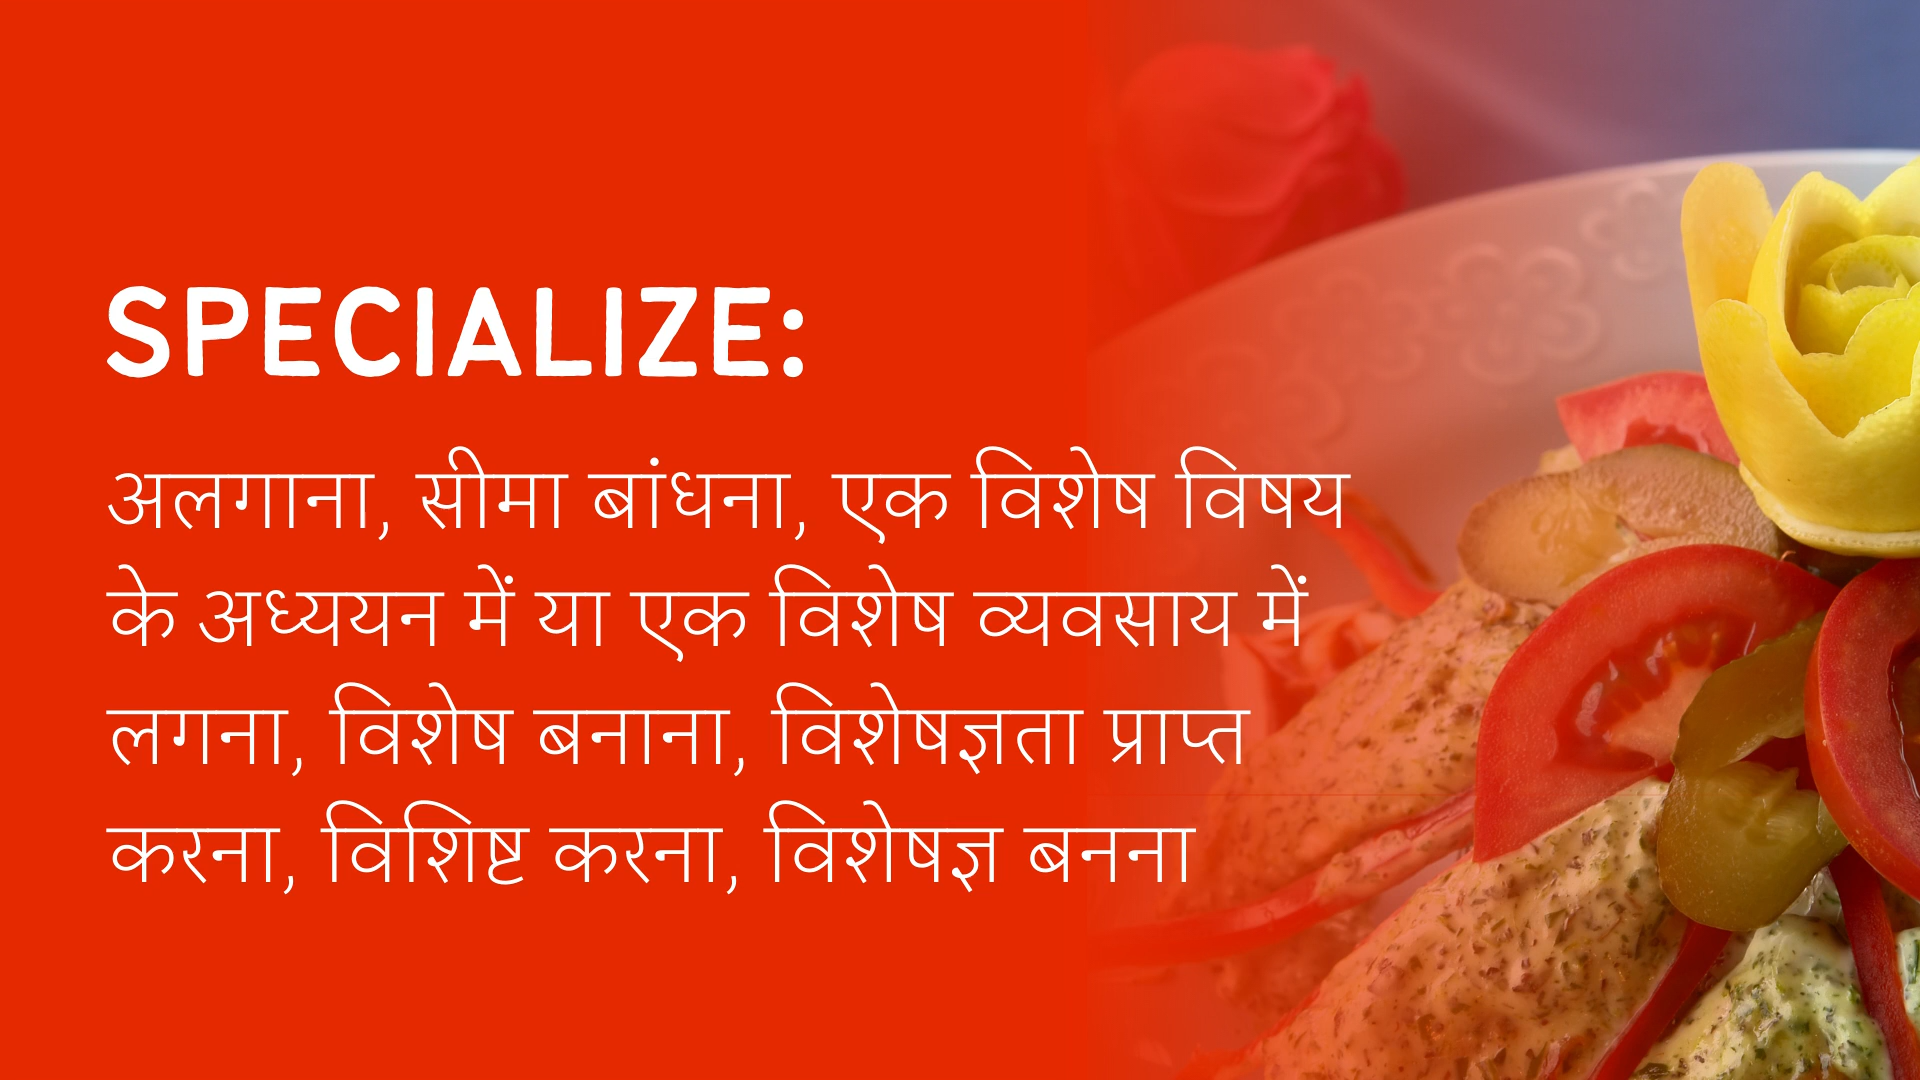 SPECIALIZE:
अलगाना, सीमा बांधना, एक विशेष विषय
के अध्ययन में या एक विशेष व्यवसाय में
लगना, विशेष बनाना, विशेषज्ञता प्राप्त
करना, विशिष्ट करना, विशेषज्ञ बनना